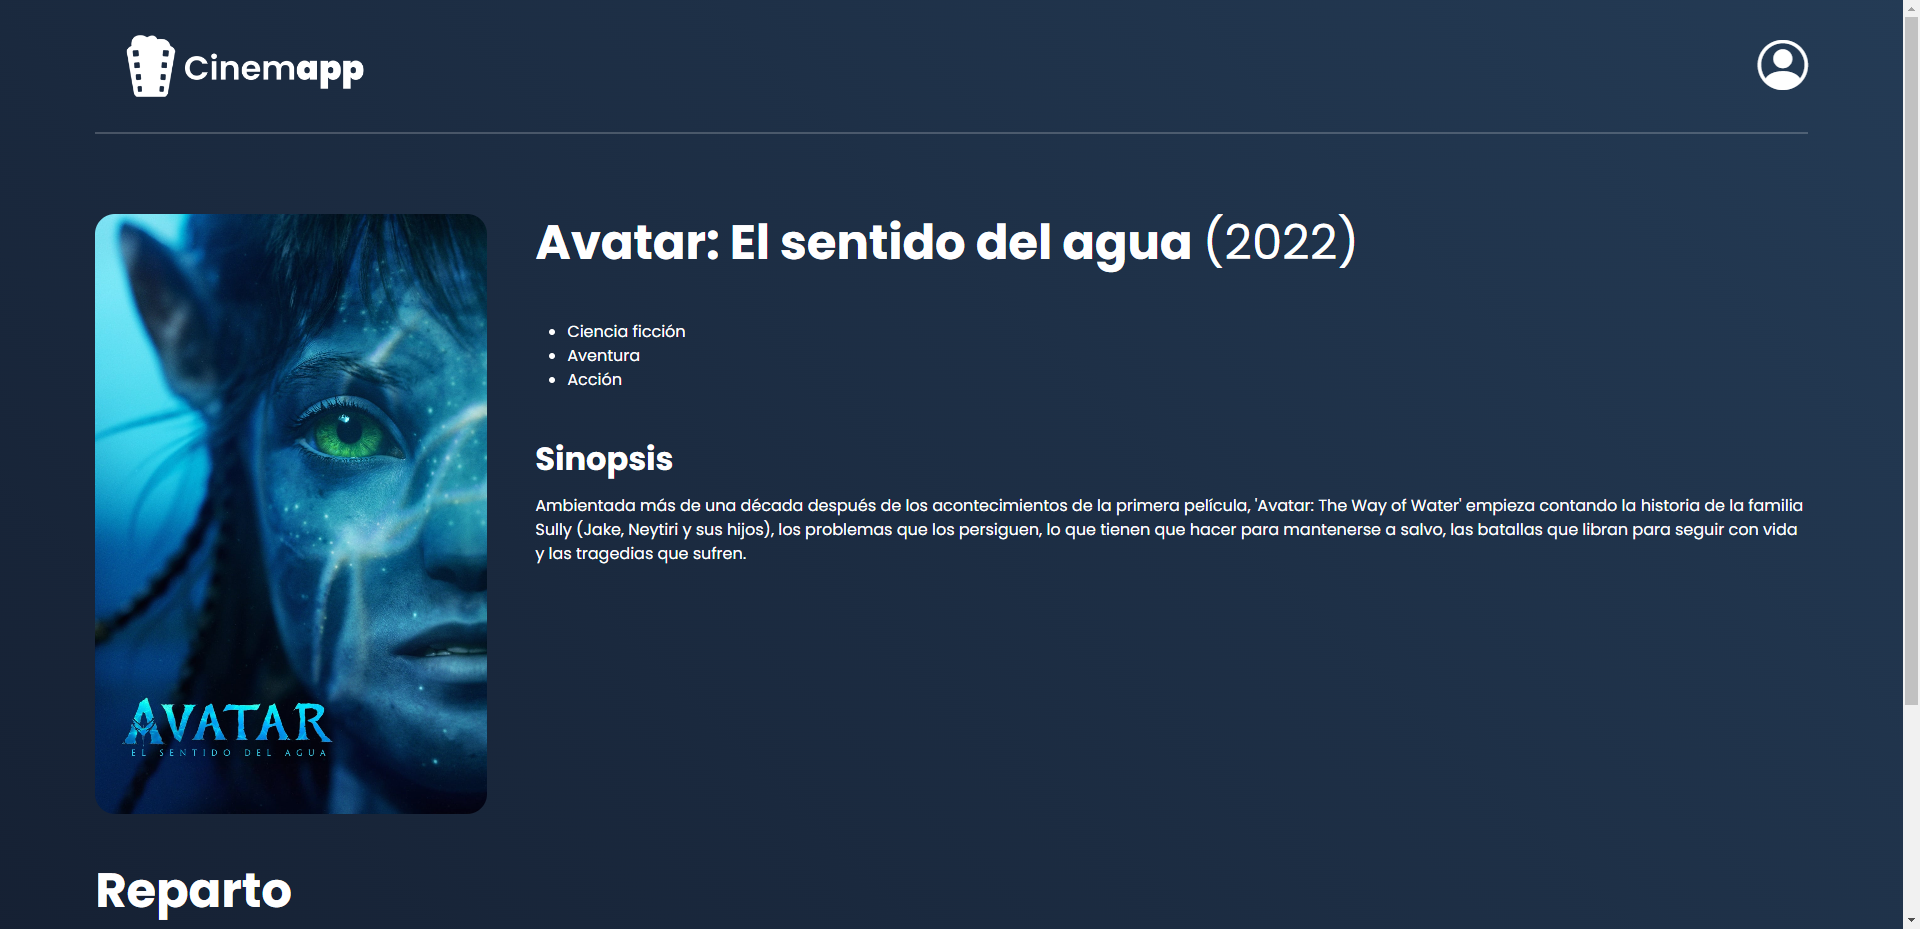 Cinemapp
Avatar: El sentido del agua (2022)
Ciencia ficción
Aventura
Acción
Sinopsis
Ambientada más de una década después de los acontecimientos de la primera película, 'Avatar: The Way of Water' empieza contando la historia de la familia
Sully (Jake, Neytiri y sus hijos), los problemas que los persiguen, lo que tienen que hacer para mantenerse a salvo, las batallas que libran para seguir con vida
y las tragedias que sufren.
AVATAR
EL SENTIDO DEL AGUA
Reparto